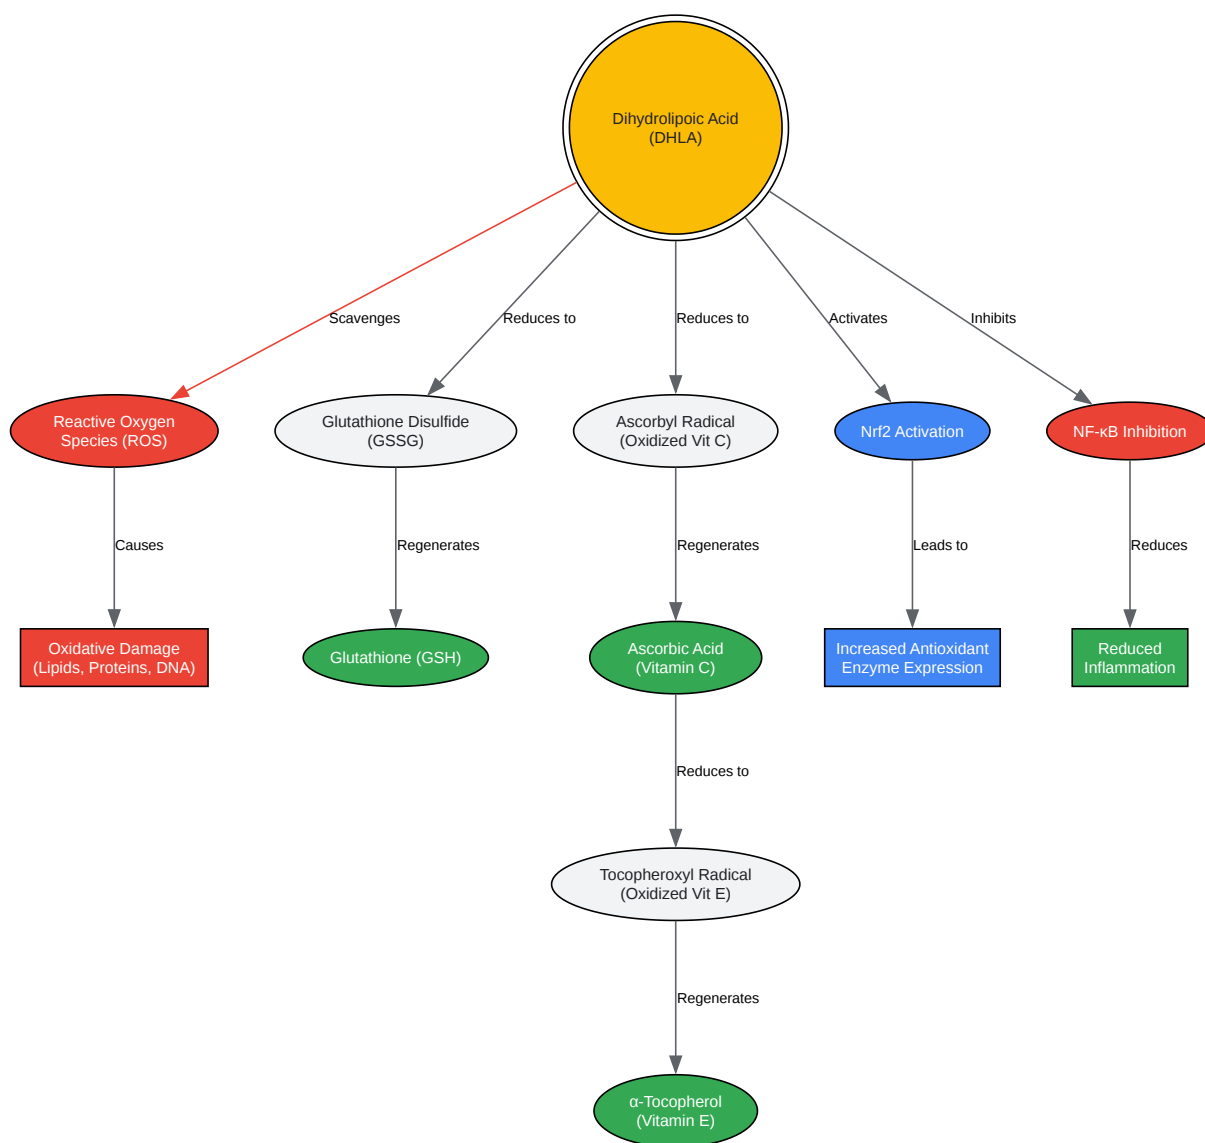 Dihydrolipoic Acid
(DHLA)
Scavenges
Reduces to
Reduces to
Activates
Inhibits
Reactive Oxygen
Species (ROS)
Glutathione Disulfide
(GSSG)
Ascorbyl Radical
(Oxidized Vit C)
Nrf2 Activation
NF-κB Inhibition
Causes
Regenerates
Regenerates
Leads to
Reduces
Oxidative Damage
(Lipids, Proteins, DNA)
Glutathione (GSH)
Ascorbic Acid
(Vitamin C)
Increased Antioxidant
Enzyme Expression
Reduced
Inflammation
Reduces to
Tocopheroxyl Radical
(Oxidized Vit E)
Regenerates
α-Tocopherol
(Vitamin E)